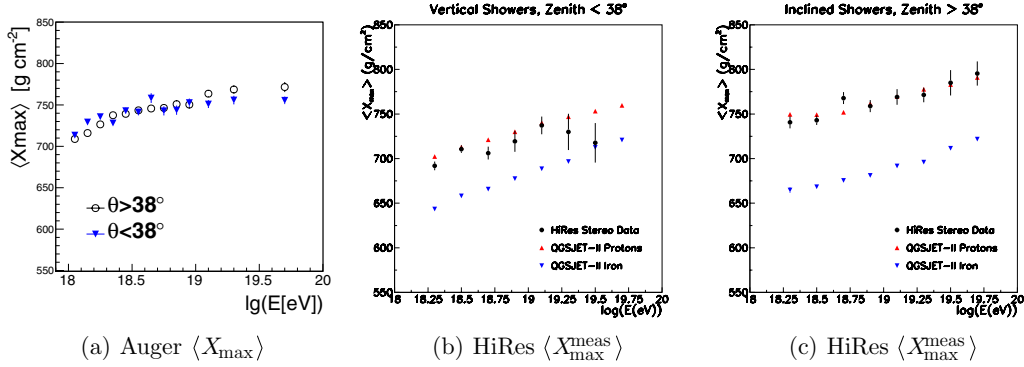 ⟨Xmax⟩ [g cm-2]
850
800
750
700
650
600
550
θ>38°
θ<38°
18 18.5 19 19.5 20
lg(E[eV])
(a) Auger ⟨Xmax⟩
Vertical Showers, Zenith < 38°
<Xmeas> (g/cm²)
850
800
750
700
650
600
550
HiRes Stereo Data
QGSJET-II Protons
QGSJET-II Iron
18 18.25 18.5 18.75 19 19.25 19.5 19.75 20
log(E(eV))
(b) HiRes ⟨Xmax^meas⟩
Inclined Showers, Zenith > 38°
<Xmeas> (g/cm²)
850
800
750
700
650
600
550
HiRes Stereo Data
QGSJET-II Protons
QGSJET-II Iron
18 18.25 18.5 18.75 19 19.25 19.5 19.75 20
log(E(eV))
(c) HiRes ⟨Xmax^meas⟩